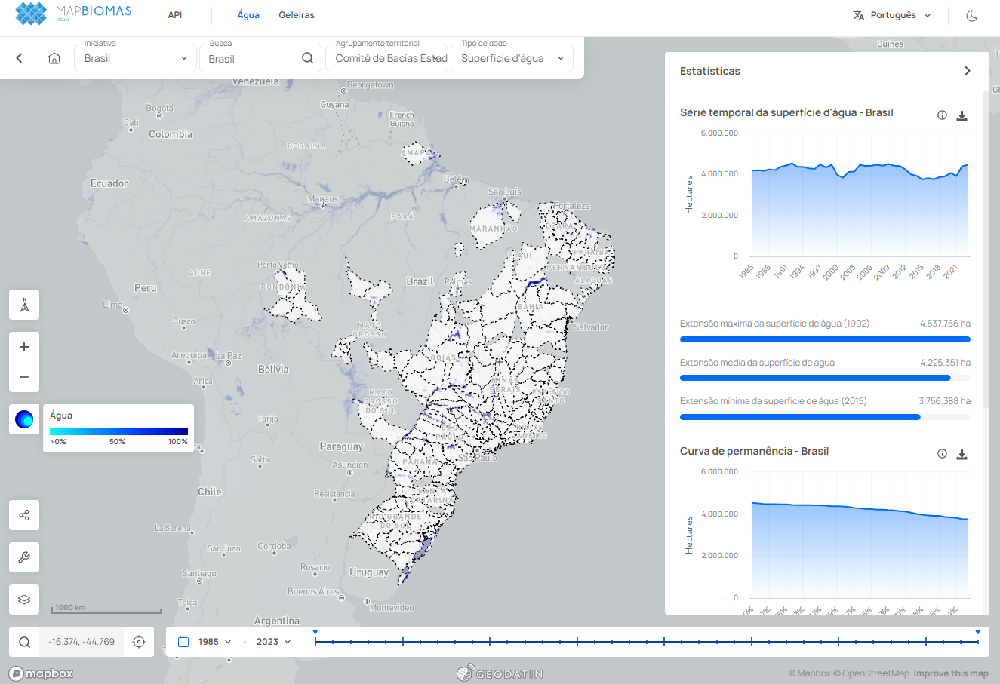 MAPBIOMAS
[ÁGUA]
API
Água
Geleiras
Português
Iniciativa
Brasil
Busca
Brasil
Agrupamento territorial
Comitê de Bacias Estad
Tipo de dado
Superfície d'água
Guinea
Venezuela
Georgetown
Bogota
Guyana
French
Guiana
Cali
Colombia
RORAIMA
AMAPÁ
Ecuador
Belém
São Luís
Manaus
Fortaleza
AMAZONAS
PARÁ
MARANHÃO
CEARÁ
PIAUÍ
PARAÍBA
Porto Velho
PERNAMBUCO
ACRE
Brazil
Palmas
ALAGOAS
Peru
RONDÔNIA
Lima
BAHIA
Cusco
MATO
GROSSO
Salvador
Arequipa
La Paz
GOIÁS
Bolivia
Arica
MINAS
GERAIS
MATO
GROSSO
DO SUL
ESPÍRITO
SANTO
Tarija
SÃO
PAULO
RIO DE
JANEIRO
Paraguay
São Paulo
Salta
PARANÁ
Asuncion
Chile
Resistencia
SANTA
CATARINA
RIO GRANDE
DO SUL
La Serena
San Juan
Cordoba
Rosario
Uruguay
Santiago
Buenos Aires
Talca
Montevideo
Argentina
N
Água
>0% 50% 100%
1000 km
-16.374, -44.769
1985 - 2023
mapbox
GEODATIN
© Mapbox © OpenStreetMap Improve this map
Estatísticas
Série temporal da superfície d'água - Brasil
6.000.000
4.000.000
2.000.000
0
Hectares
1985 1988 1991 1994 1997 2000 2003 2006 2009 2012 2015 2018 2021
Extensão máxima da superfície de água (1992) 4.537.756 ha
Extensão média da superfície de água 4.225.351 ha
Extensão mínima da superfície de água (2015) 3.756.388 ha
Curva de permanência - Brasil
6.000.000
4.000.000
2.000.000
0
Hectares